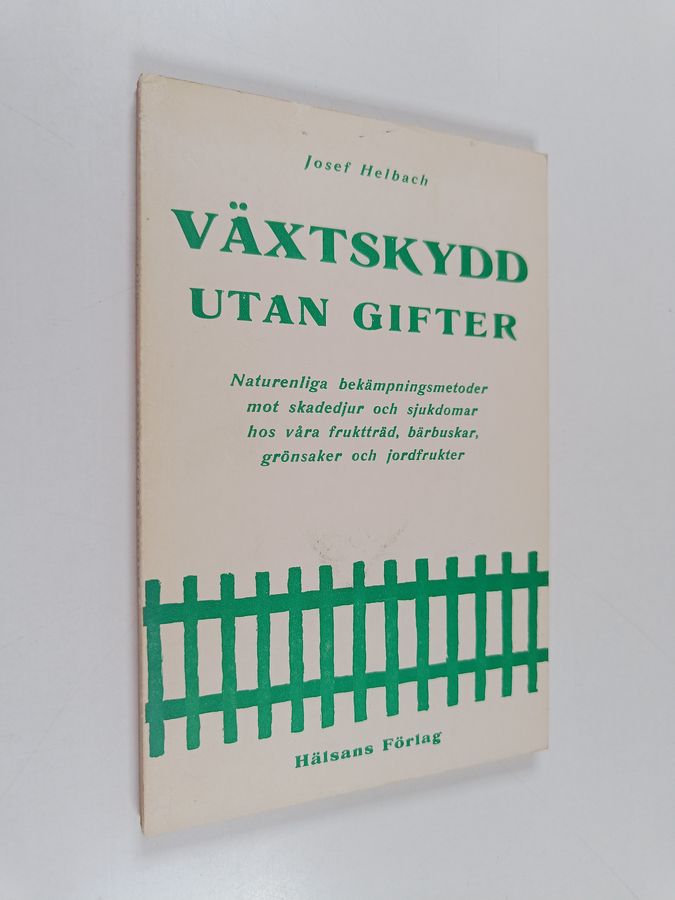 Josef Helbach
VÄXTSKYDD
UTAN GIFTER
Naturenliga bekämpningsmetoder
mot skadedjur och sjukdomar
hos våra fruktträd, bärbuskar,
grönsaker och jordfrukter
Hälsans Förlag